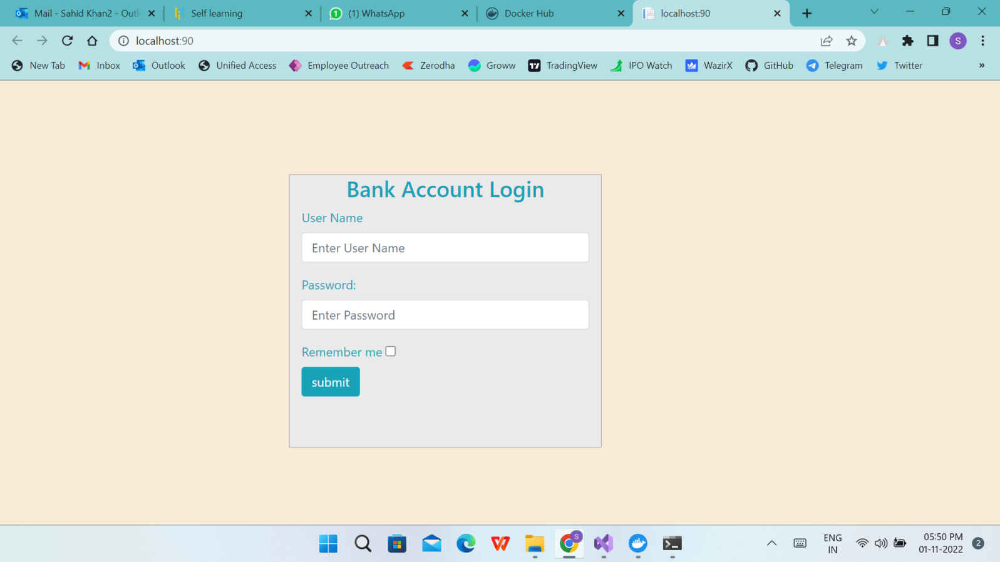 Mail - Sahid Khan2 - Outl
Self learning
(1) WhatsApp
Docker Hub
localhost:90
localhost:90
S
New Tab
Inbox
Outlook
Unified Access
Employee Outreach
Zerodha
Groww
TradingView
IPO Watch
WazirX
GitHub
Telegram
Twitter
»
Bank Account Login
User Name
Enter User Name
Password:
Enter Password
Remember me
submit
ENG
IN
05:50 PM
01-11-2022
2